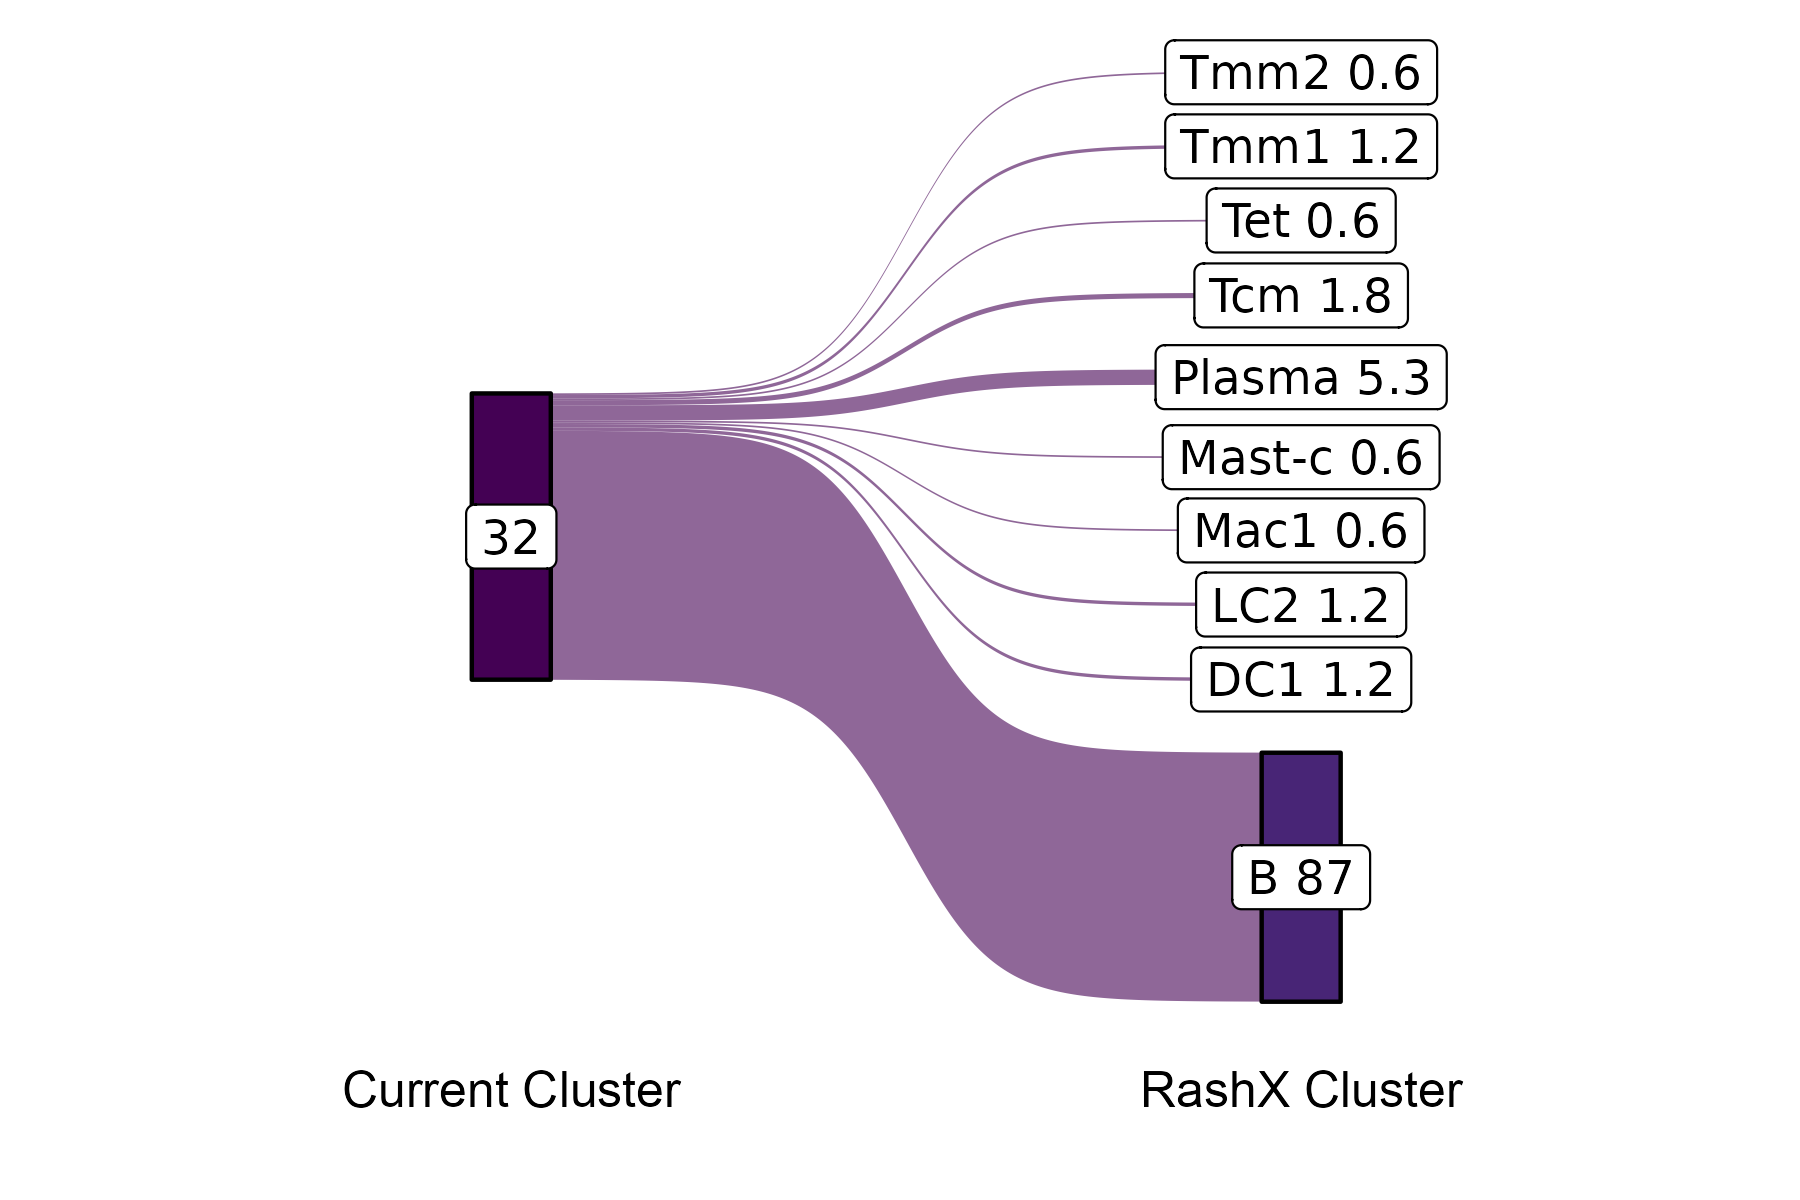 Tmm2 0.6
Tmm1 1.2
Tet 0.6
Tcm 1.8
Plasma 5.3
Mast-c 0.6
Mac1 0.6
LC2 1.2
DC1 1.2
32
B 87
Current Cluster
RashX Cluster